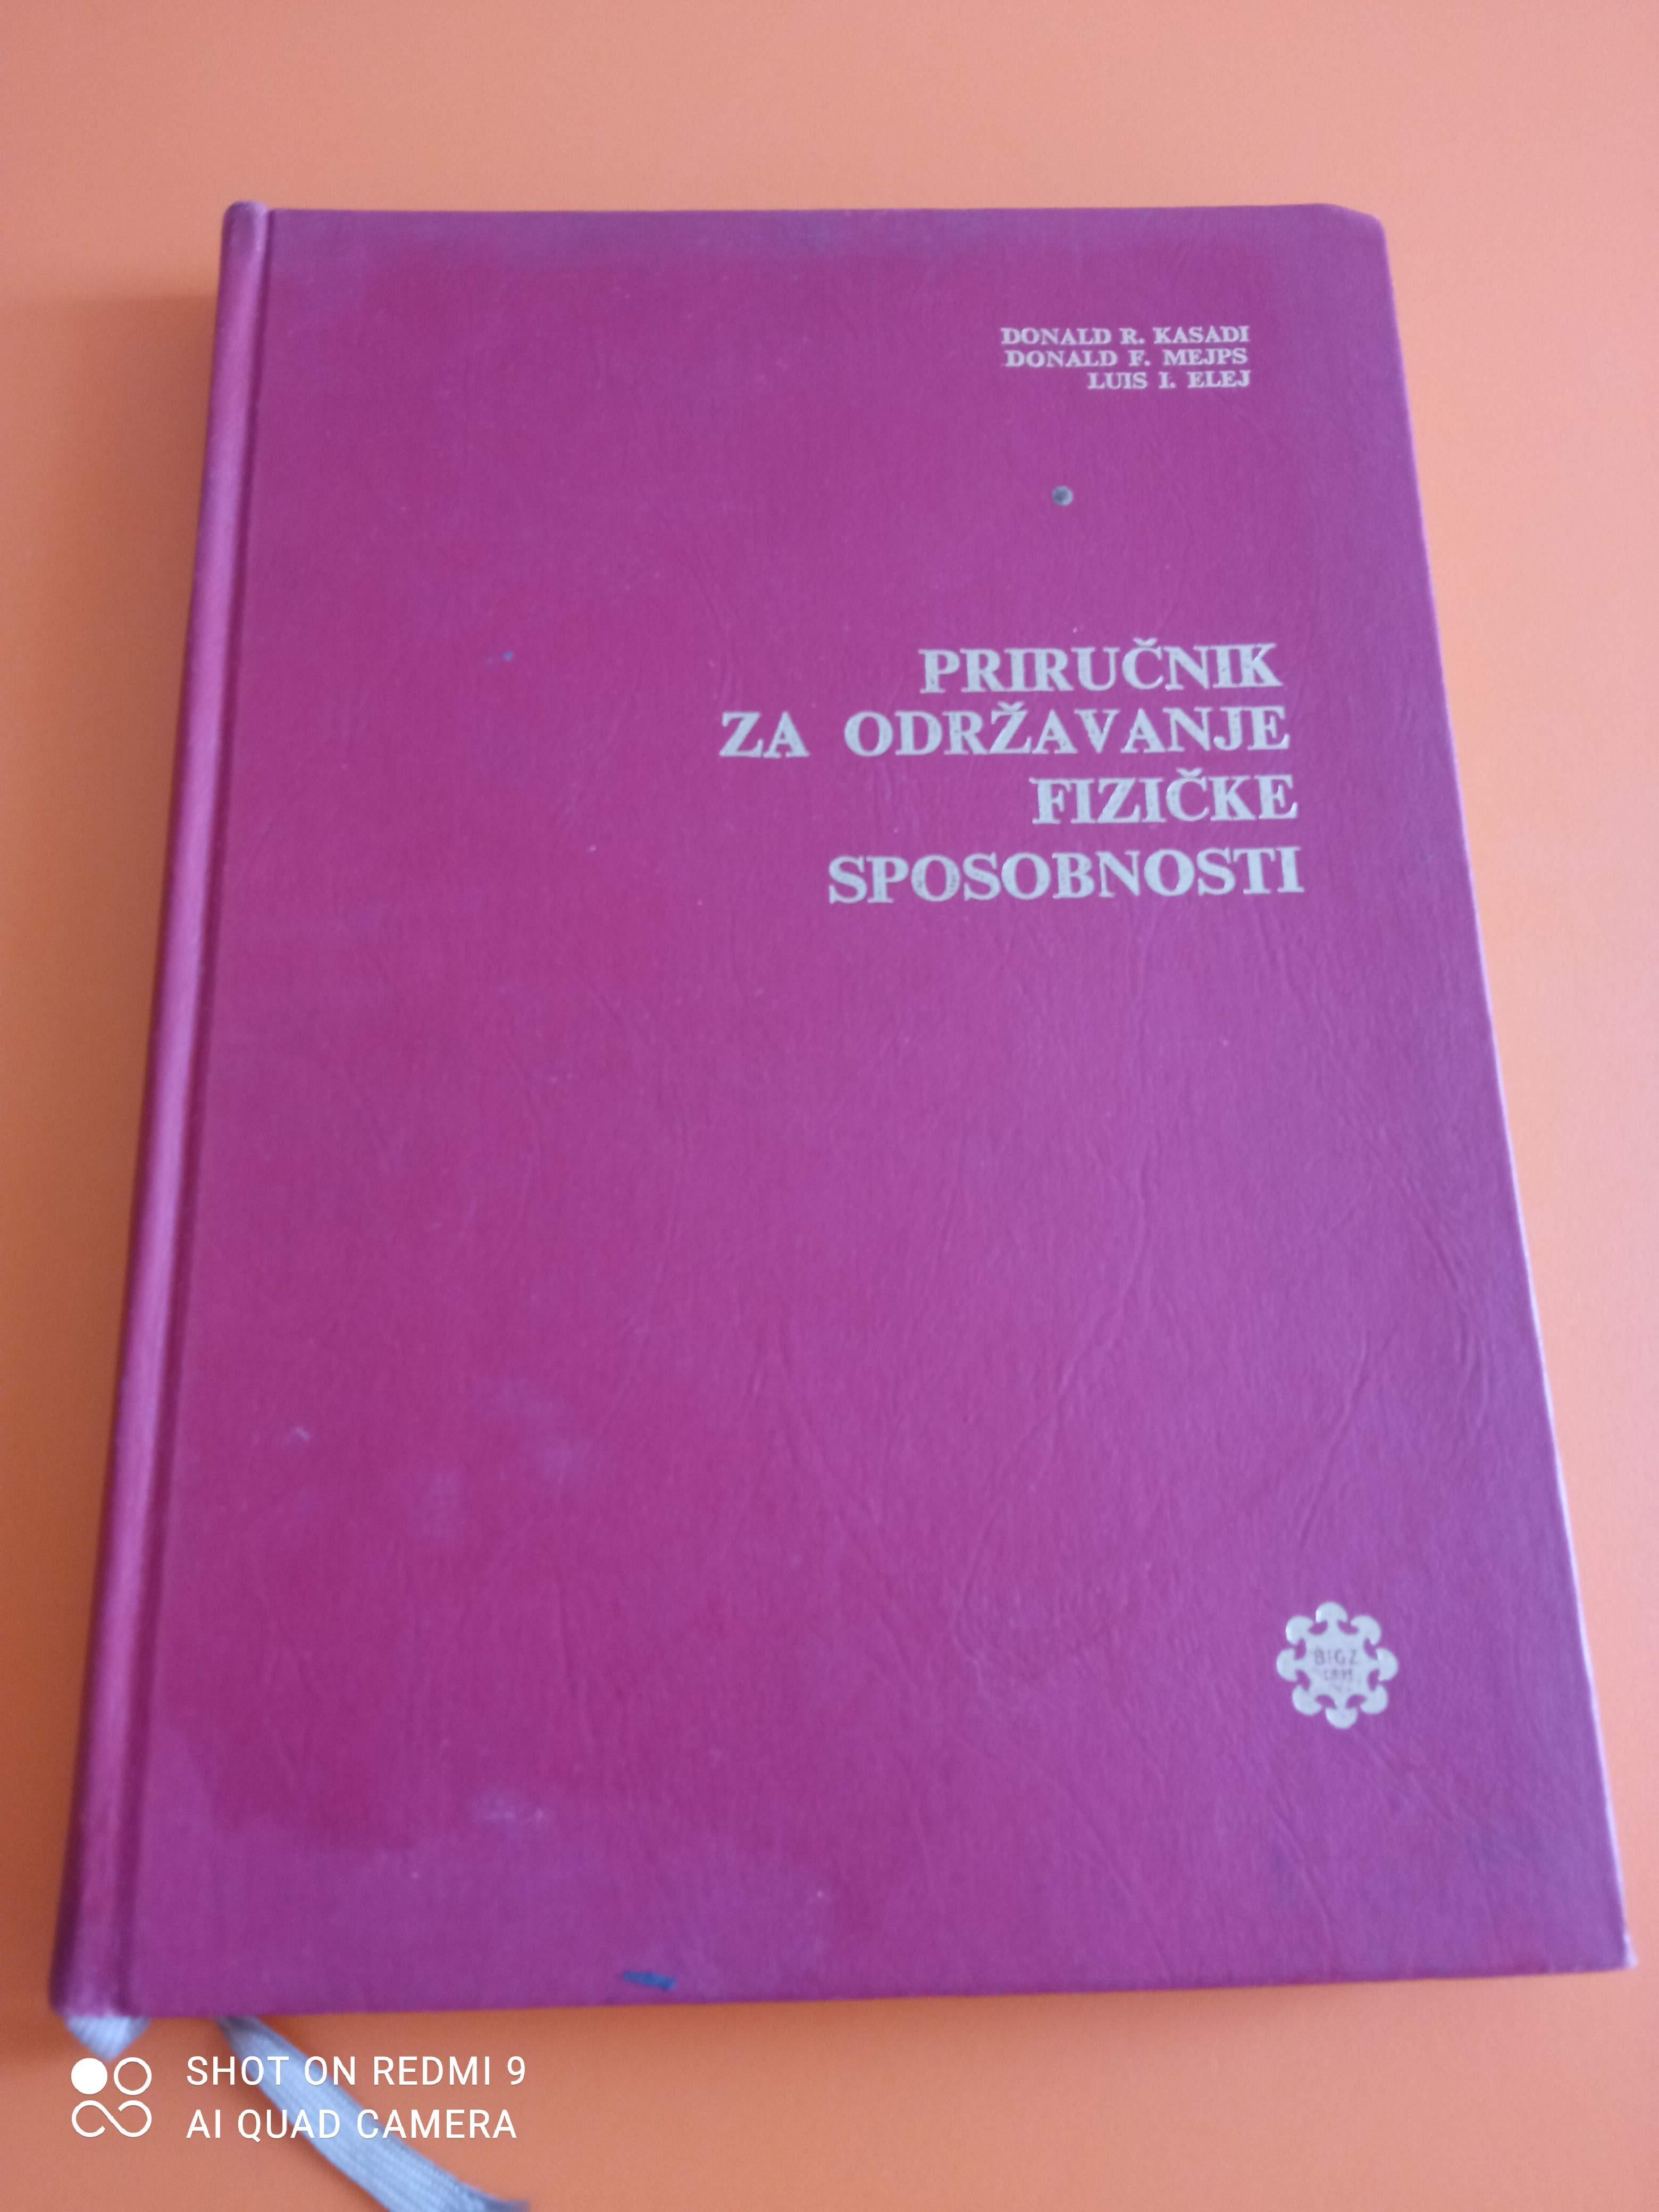 DONALD R. KASADI
DONALD F. MEJPS
LUIS I. ELEJ
PRIRUČNIK
ZA ODRŽAVANJE
FIZIČKE
SPOSOBNOSTI
BIGZ
SHOT ON REDMI 9
AI QUAD CAMERA